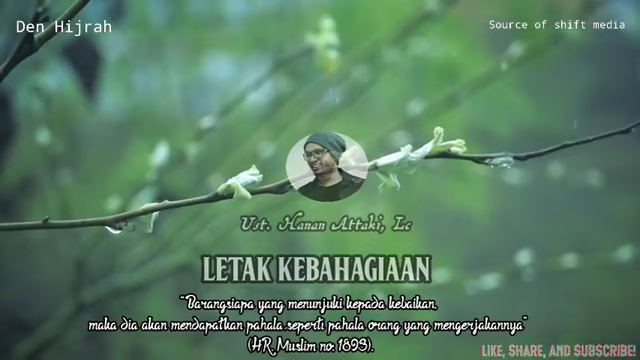 Den Hijrah
Source of shift media
Ust. Hanan Attaki, Lc
LETAK KEBAHAGIAAN
"Barangsiapa yang menunjuki kepada kebaikan,
maka dia akan mendapatkan pahala seperti pahala orang yang mengerjakannya"
(HR. Muslim no. 1893).
LIKE, SHARE, AND SUBSCRIBE!